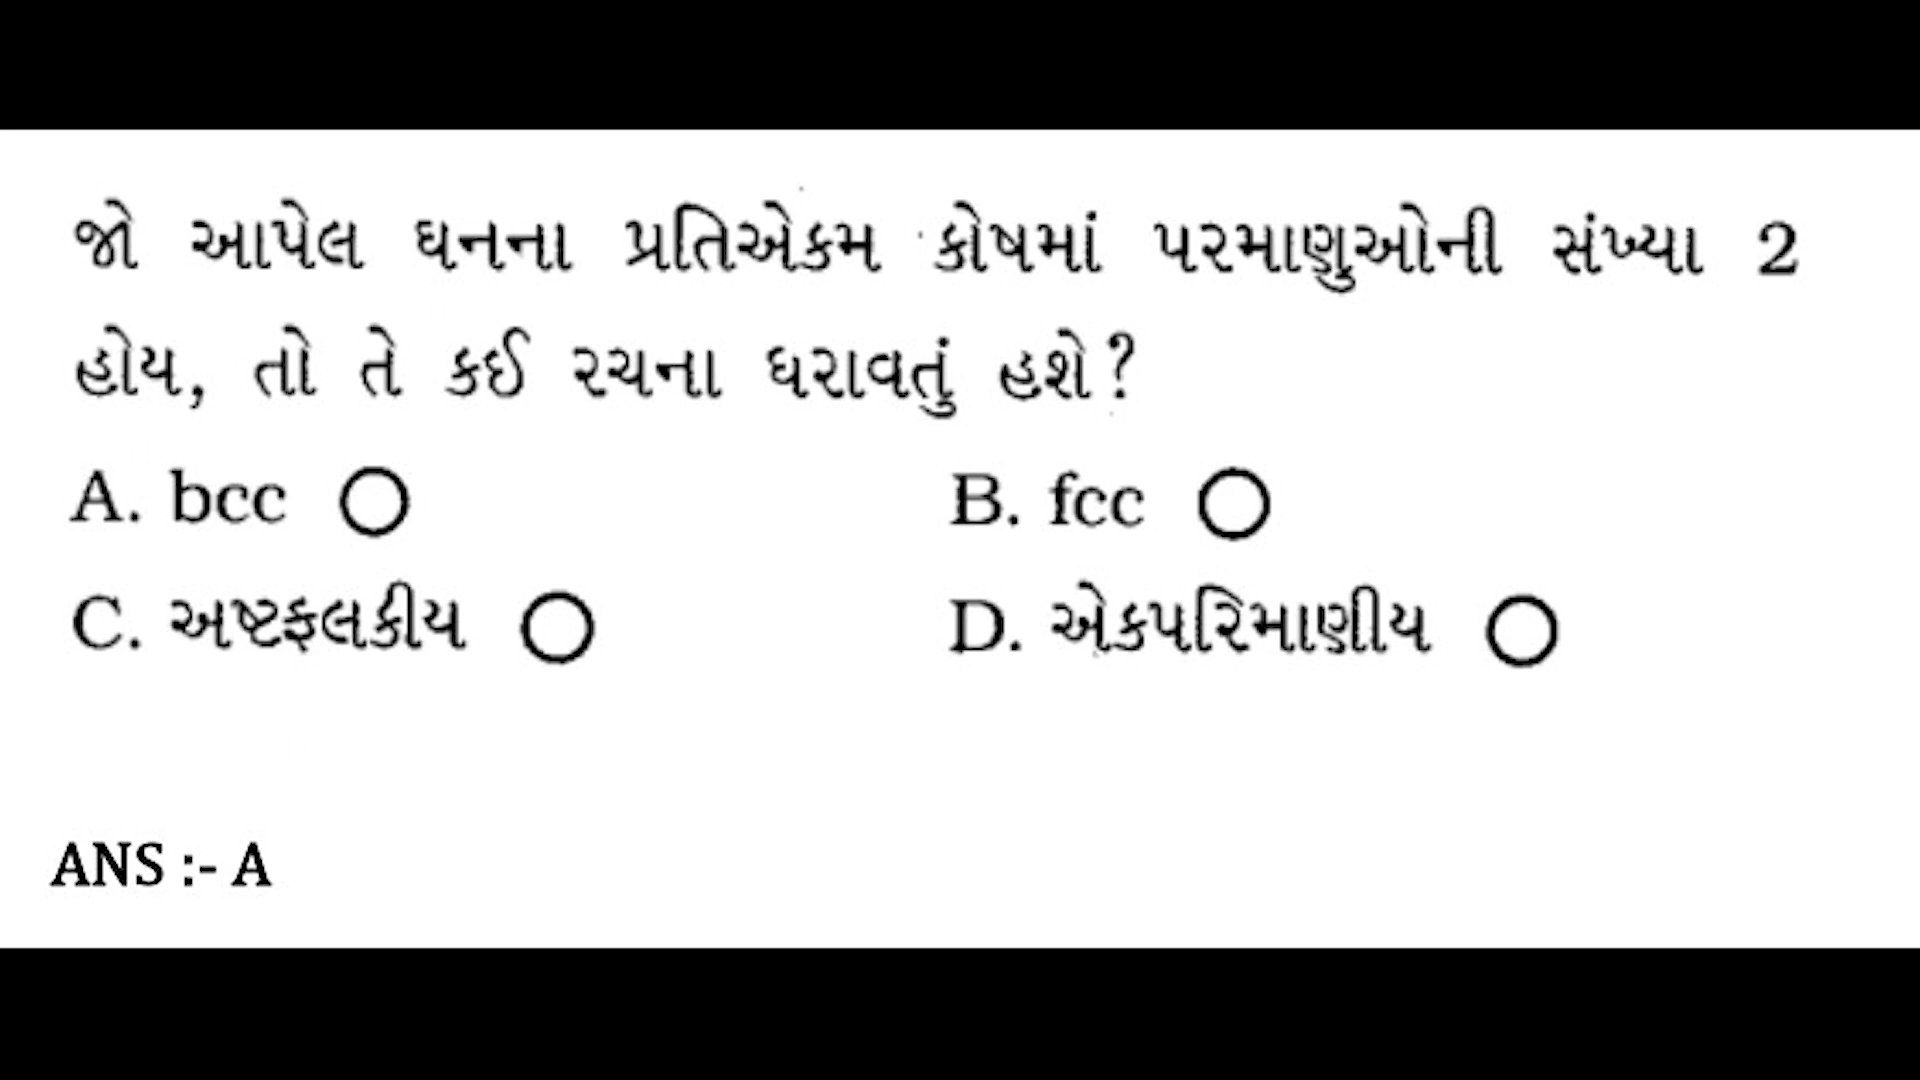 જો આપેલ ઘનના પ્રતિએકમ કોષમાં પરમાણુઓની સંખ્યા 2
હોય, તો તે કઈ રચના ધરાવતું હશે?
A. bcc
B. fcc
C. અષ્ટફલકીય
D. એકપરિમાણીય
ANS :- A